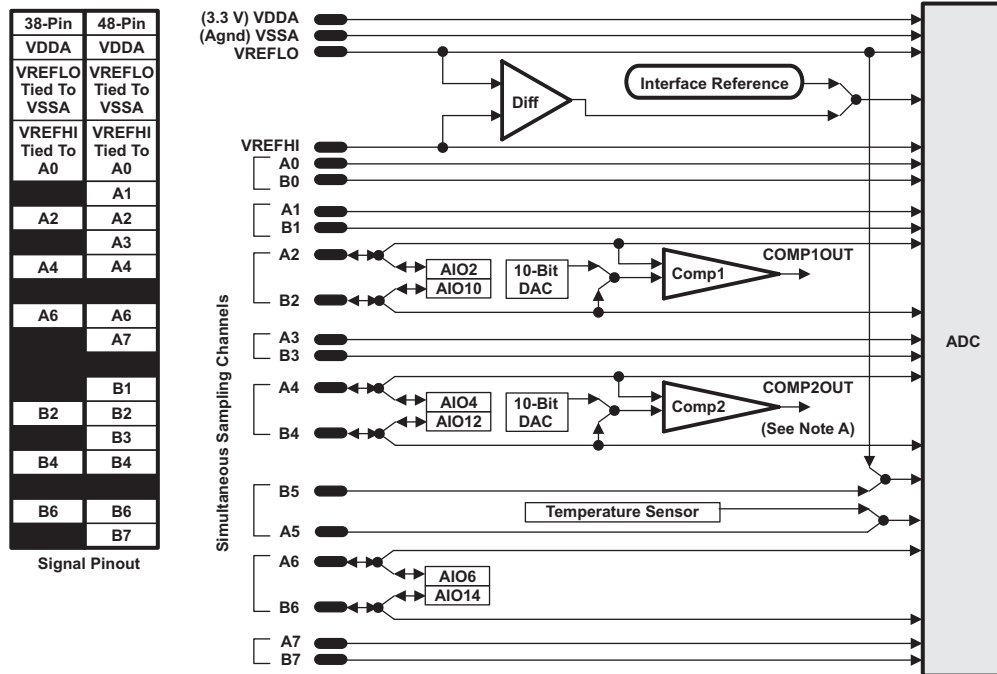 38-Pin 48-Pin
VDDA VDDA
VREFLO VREFLO
Tied To Tied To
VSSA VSSA
VREFHI VREFHI
Tied To Tied To
A0 A0
A1
A2 A2
A3
A4 A4
A6 A6
A7
B1
B2 B2
B3
B4 B4
B6 B6
B7
Signal Pinout
(3.3 V) VDDA
(Agnd) VSSA
VREFLO
Interface Reference
Diff
VREFHI
A0
B0
A1
B1
A2
AIO2
AIO10
10-Bit
DAC
Comp1
COMP1OUT
B2
A3
B3
A4
AIO4
AIO12
10-Bit
DAC
Comp2
COMP2OUT
(See Note A)
B4
B5
Temperature Sensor
A5
A6
AIO6
AIO14
B6
A7
B7
Simultaneous Sampling Channels
ADC